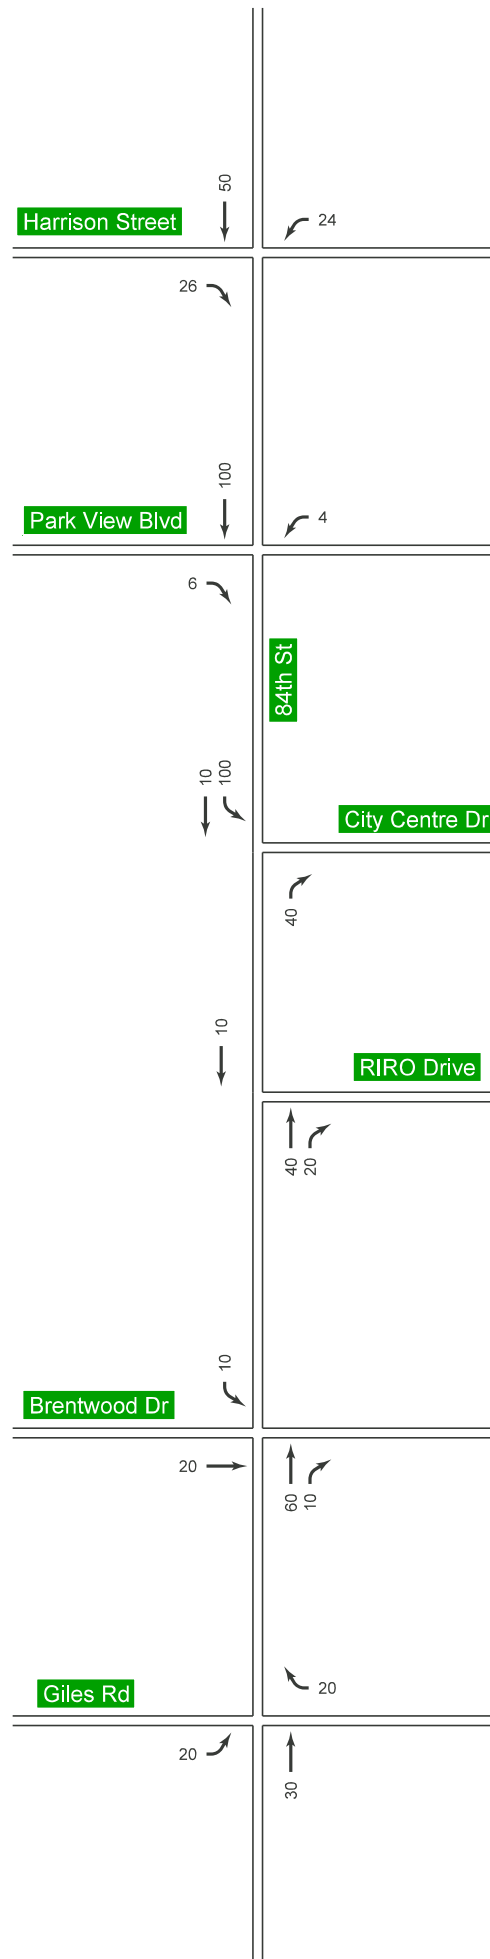 50
Harrison Street
24
26
100
Park View Blvd
4
6
84th St
10
100
City Centre Dr
40
10
RIRO Drive
40
20
10
Brentwood Dr
20
60
10
Giles Rd
20
20
30